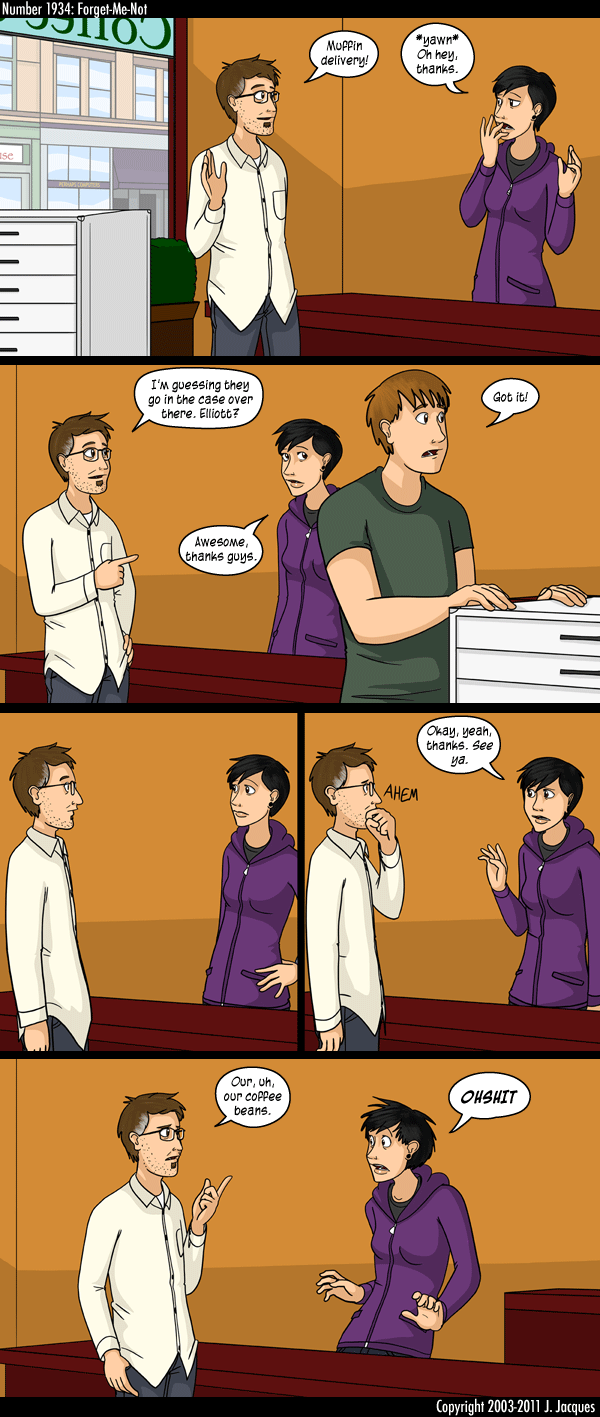 Number 1934: Forget-Me-Not
Coffee
Muffin
delivery!
*yawn*
Oh hey,
thanks.
I'm guessing they
go in the case over
there. Elliott?
Got it!
Awesome,
thanks guys.
AHEM
Okay, yeah,
thanks. See
ya.
Our, uh,
our coffee
beans.
OHSHIT
Copyright 2003-2011 J. Jacques